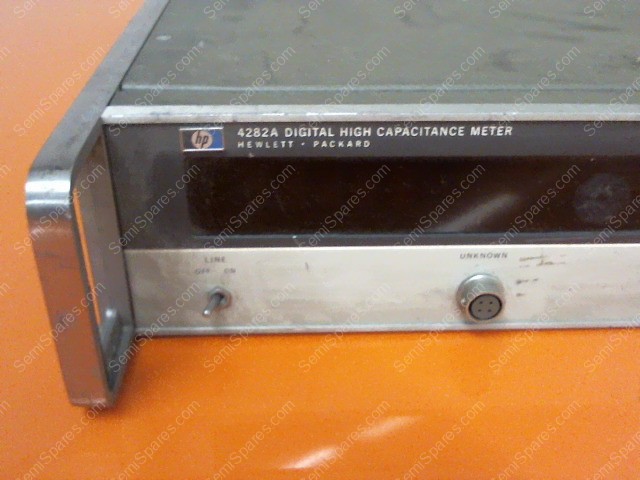 hp 4282A DIGITAL HIGH CAPACITANCE METER
HEWLETT · PACKARD
LINE
OFF ON
UNKNOWN
SemiSpares.com